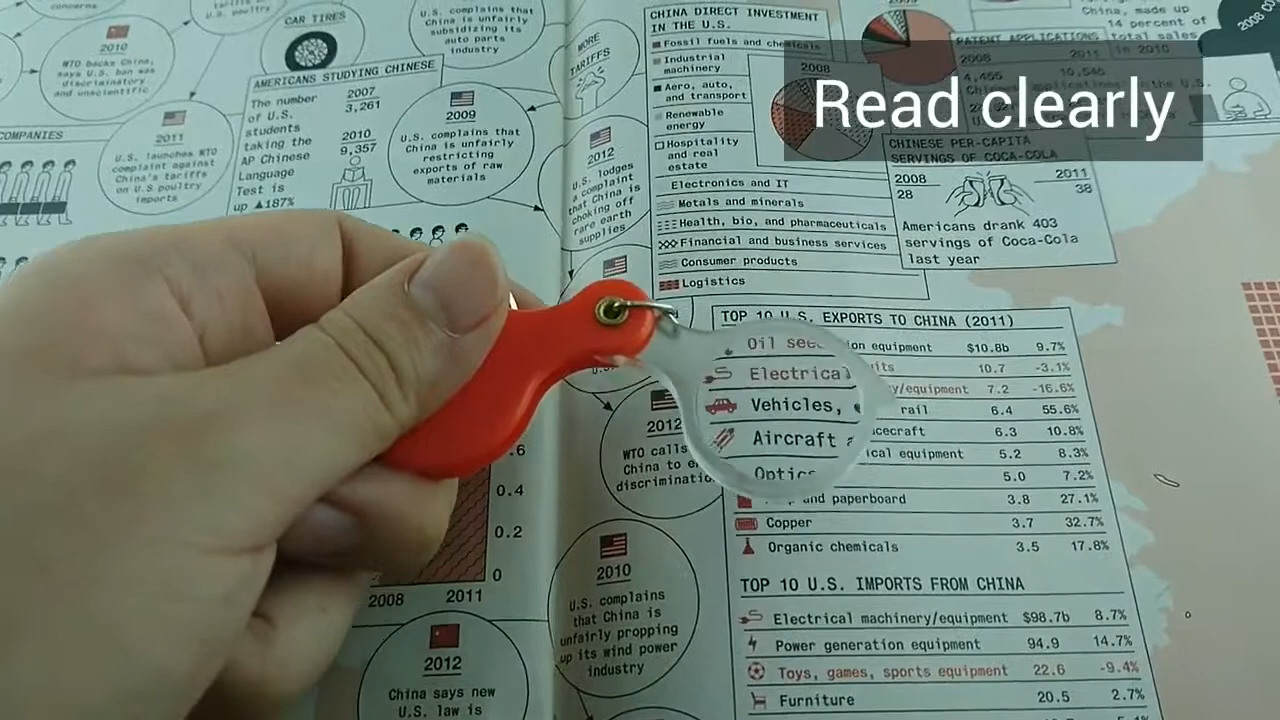 CAR TIRES
2010
WTO backs China,
says U.S. ban was
discriminatory
and unscientific
2011
U.S. launches WTO
complaint against
China's tariffs
on U.S poultry
imports
COMPANIES
U.S. complains that
China is unfairly
subsidizing its
auto parts
industry
AMERICANS STUDYING CHINESE
The number
of U.S.
students
taking the
AP Chinese
Language
Test is
up ▲187%
2007
3,261
2010
9,357
2009
U.S. complains that
China is unfairly
restricting
exports of raw
materials
MORE
TARIFFS
2012
U.S. lodges
a complaint
that China is
choking off
rare earth
supplies
CHINA DIRECT INVESTMENT
IN THE U.S.
Fossil fuels and chemicals
Industrial
machinery
Aero, auto,
and transport
Renewable
energy
Hospitality
and real
estate
Electronics and IT
Metals and minerals
Health, bio, and pharmaceuticals
Financial and business services
Consumer products
Logistics
2008
China, made up
14 percent of
total sales
in 2010
PATENT APPLICATIONS
2008 2011
4,455 10,545
Read clearly
CHINESE PER-CAPITA
SERVINGS OF COCA-COLA
2008 2011
28 38
Americans drank 403
servings of Coca-Cola
last year
TOP 10 U.S. EXPORTS TO CHINA (2011)
Oil equipment $10.8b 9.7%
Electrical 10.7 -3.1%
/equipment 7.2 -16.6%
Vehicles, rail 6.4 55.6%
Aircraft 6.3 10.8%
equipment 5.2 8.3%
Optics 5.0 7.2%
and paperboard 3.8 27.1%
Copper 3.7 32.7%
Organic chemicals 3.5 17.8%
TOP 10 U.S. IMPORTS FROM CHINA
Electrical machinery/equipment $98.7b 8.7%
Power generation equipment 94.9 14.7%
Toys, games, sports equipment 22.6 -9.4%
Furniture 20.5 2.7%
2012
WTO calls
China to
2010
U.S. complains
that China is
unfairly propping
up its wind power
industry
0.4
0.2
0
2008 2011
2012
China says new
U.S. law is